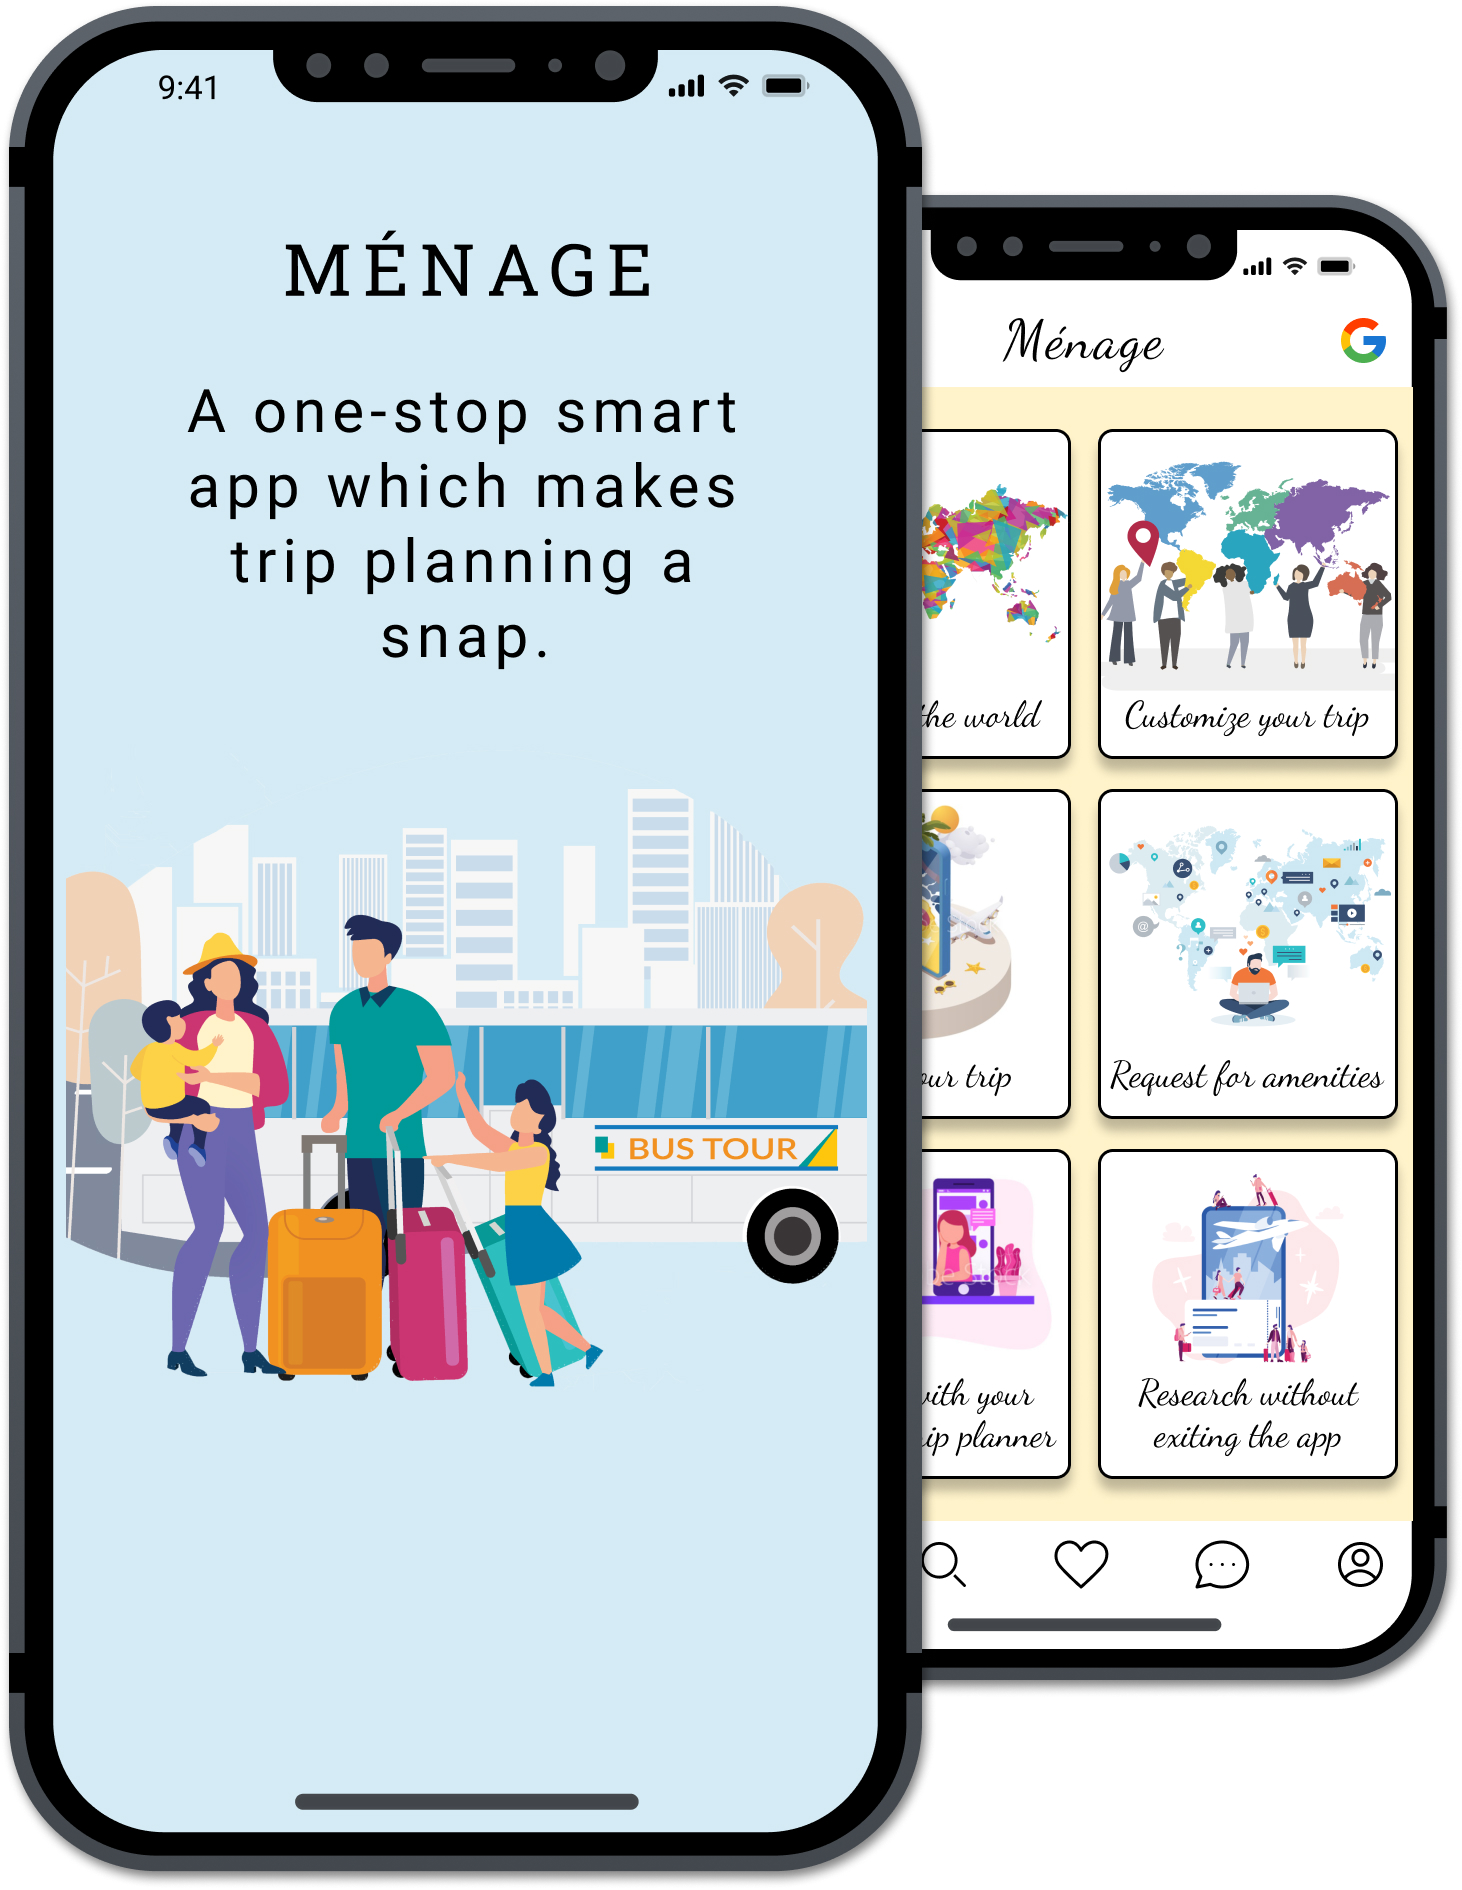 9:41
MÉNAGE
A one-stop smart
app which makes
trip planning a
snap.
BUS TOUR
Ménage
the world
Customize your trip
our trip
Request for amenities
with your
trip planner
Research without
exiting the app